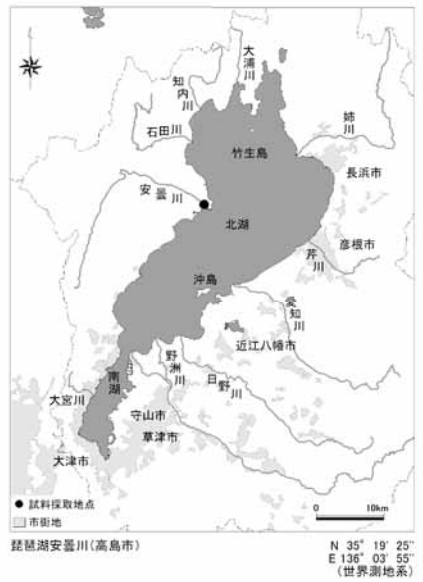 大浦川
知内川
石田川
姉川
竹生島
長浜市
安曇川
北湖
彦根市
芹川
沖島
愛知川
近江八幡市
野洲川
日野川
南湖
大宮川
守山市
草津市
大津市
試料採取地点
市街地
0 10km
琵琶湖安曇川(高島市)
N 35° 19' 25"
E 136° 03' 55"
(世界測地系)